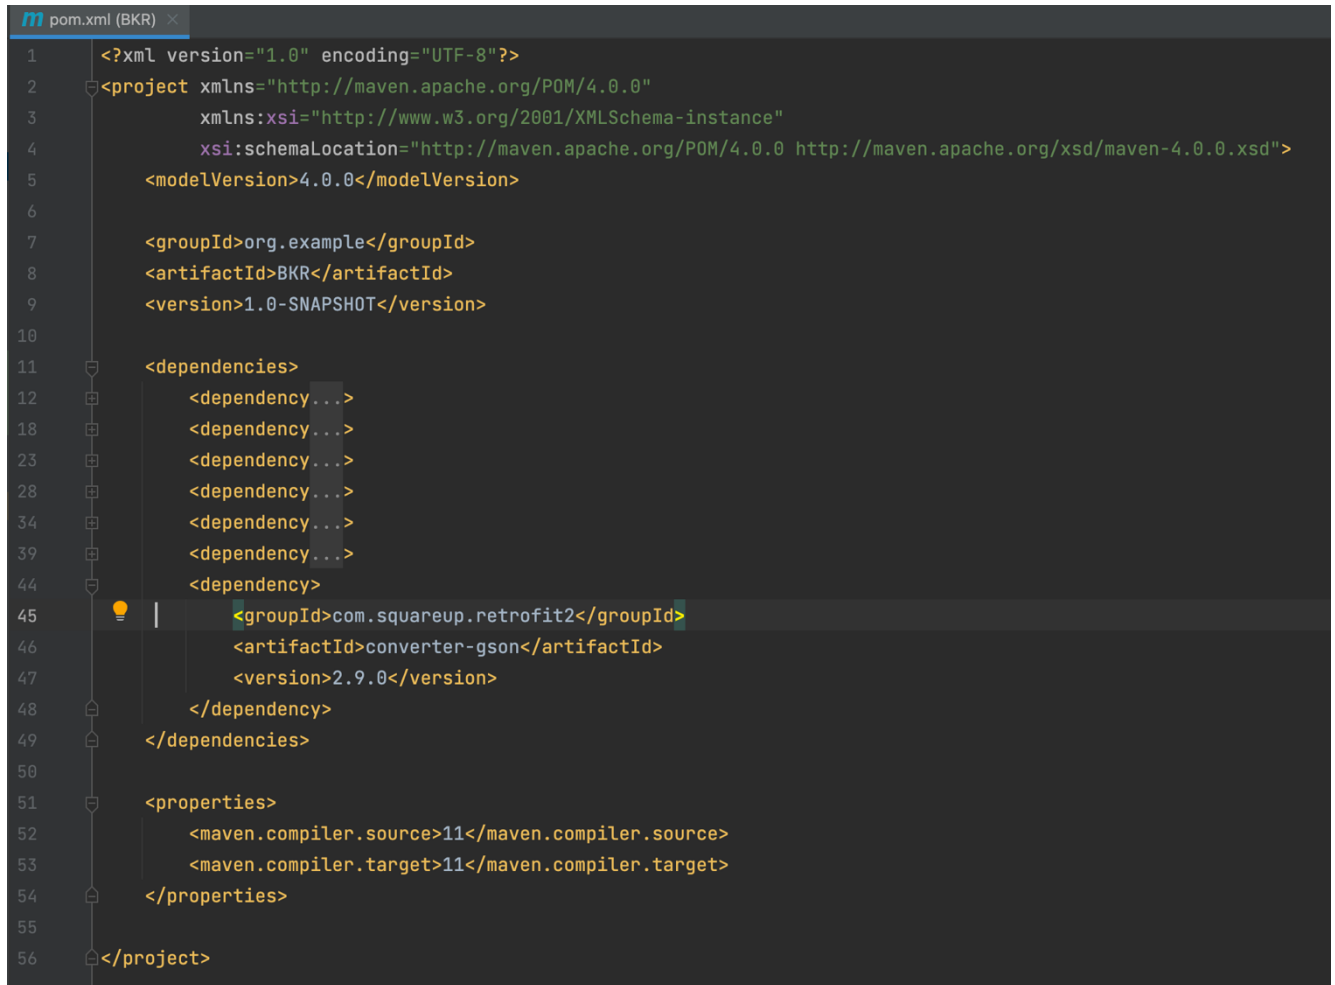 m pom.xml (BKR) ×
1 <?xml version="1.0" encoding="UTF-8"?>
2 <project xmlns="http://maven.apache.org/POM/4.0.0"
3 xmlns:xsi="http://www.w3.org/2001/XMLSchema-instance"
4 xsi:schemaLocation="http://maven.apache.org/POM/4.0.0 http://maven.apache.org/xsd/maven-4.0.0.xsd">
5 <modelVersion>4.0.0</modelVersion>
6
7 <groupId>org.example</groupId>
8 <artifactId>BKR</artifactId>
9 <version>1.0-SNAPSHOT</version>
10
11 <dependencies>
12 <dependency...>
18 <dependency...>
23 <dependency...>
28 <dependency...>
34 <dependency...>
39 <dependency...>
44 <dependency>
45 <groupId>com.squareup.retrofit2</groupId>
46 <artifactId>converter-gson</artifactId>
47 <version>2.9.0</version>
48 </dependency>
49 </dependencies>
50
51 <properties>
52 <maven.compiler.source>11</maven.compiler.source>
53 <maven.compiler.target>11</maven.compiler.target>
54 </properties>
55
56 </project>